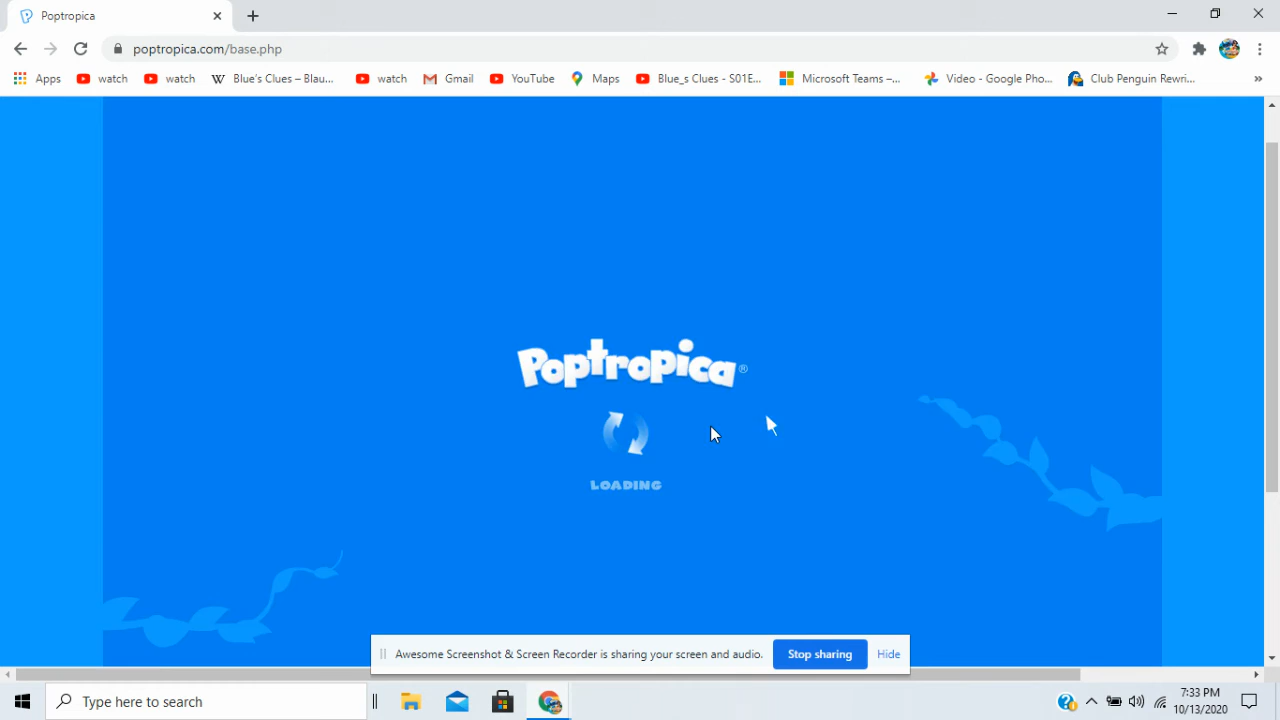 Poptropica
poptropica.com/base.php
Apps watch watch Blue's Clues – Blau... watch Gmail YouTube Maps Blue_s Clues - S01E... Microsoft Teams –... Video - Google Pho... Club Penguin Rewri... »
Poptropica®
LOADING
Awesome Screenshot & Screen Recorder is sharing your screen and audio. Stop sharing Hide
Type here to search
7:33 PM
10/13/2020